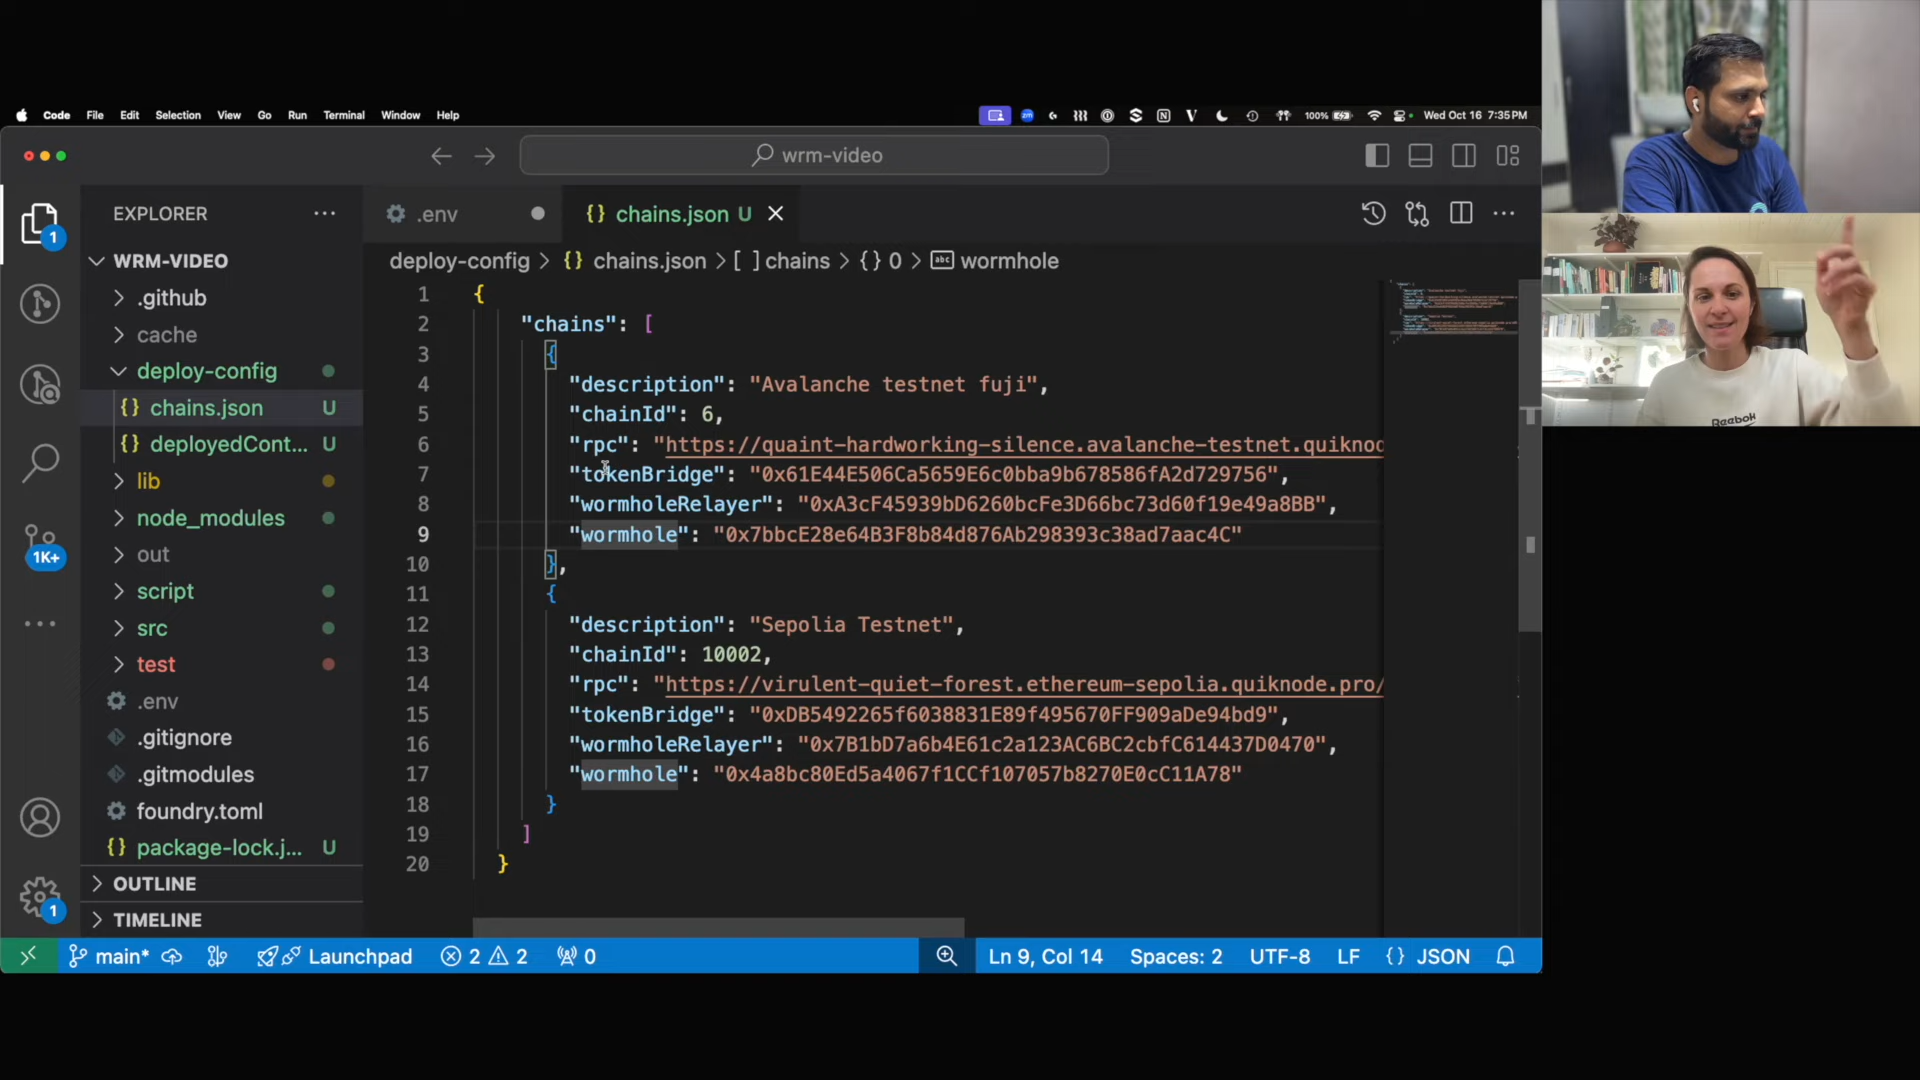 Code File Edit Selection View Go Run Terminal Window Help
zm N V 100% Wed Oct 16 7:35 PM
wrm-video
EXPLORER
.env
{} chains.json U
WRM-VIDEO
deploy-config > {} chains.json > [ ] chains > {} 0 > abc wormhole
.github
cache
deploy-config
{} chains.json U
{} deployedCont... U
lib
node_modules
out
script
src
test
.env
.gitignore
.gitmodules
foundry.toml
{} package-lock.j... U
OUTLINE
TIMELINE
1
1K+
1
1 {
2 "chains": [
3 {
4 "description": "Avalanche testnet fuji",
5 "chainId": 6,
6 "rpc": "https://quaint-hardworking-silence.avalanche-testnet.quiknod
7 "tokenBridge": "0x61E44E506Ca5659E6c0bba9b678586fA2d729756",
8 "wormholeRelayer": "0xA3cF45939bD6260bcFe3D66bc73d60f19e49a8BB",
9 "wormhole": "0x7bbcE28e64B3F8b84d876Ab298393c38ad7aac4C"
10 },
11 {
12 "description": "Sepolia Testnet",
13 "chainId": 10002,
14 "rpc": "https://virulent-quiet-forest.ethereum-sepolia.quiknode.pro/
15 "tokenBridge": "0xDB5492265f6038831E89f495670FF909aDe94bd9",
16 "wormholeRelayer": "0x7B1bD7a6b4E61c2a123AC6BC2cbfC614437D0470",
17 "wormhole": "0x4a8bc80Ed5a4067f1CCf107057b8270E0cC11A78"
18 }
19 ]
20 }
main* Launchpad 2 2 0
Ln 9, Col 14 Spaces: 2 UTF-8 LF {} JSON
Reebok